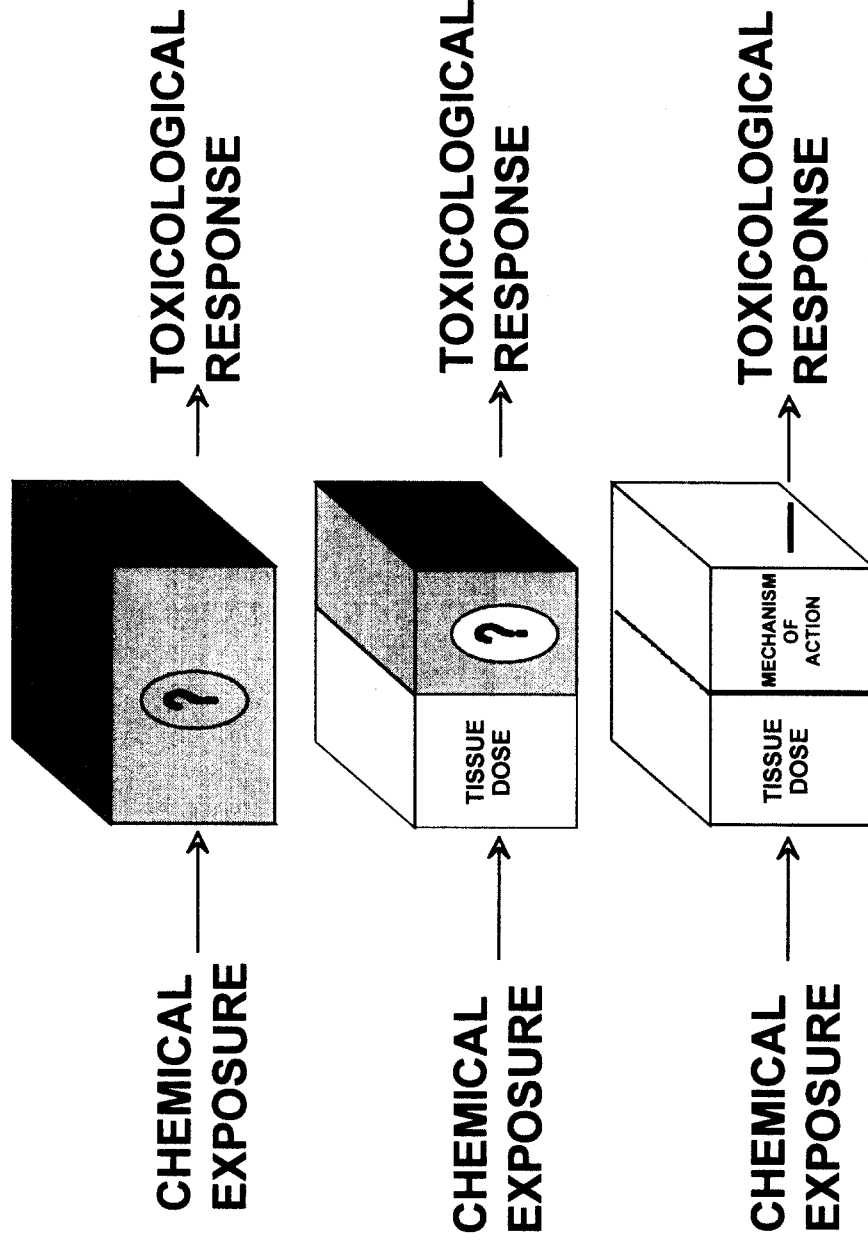 CHEMICAL
EXPOSURE
?
TOXICOLOGICAL
RESPONSE
CHEMICAL
EXPOSURE
TISSUE
DOSE
?
TOXICOLOGICAL
RESPONSE
CHEMICAL
EXPOSURE
TISSUE
DOSE
MECHANISM
OF
ACTION
TOXICOLOGICAL
RESPONSE